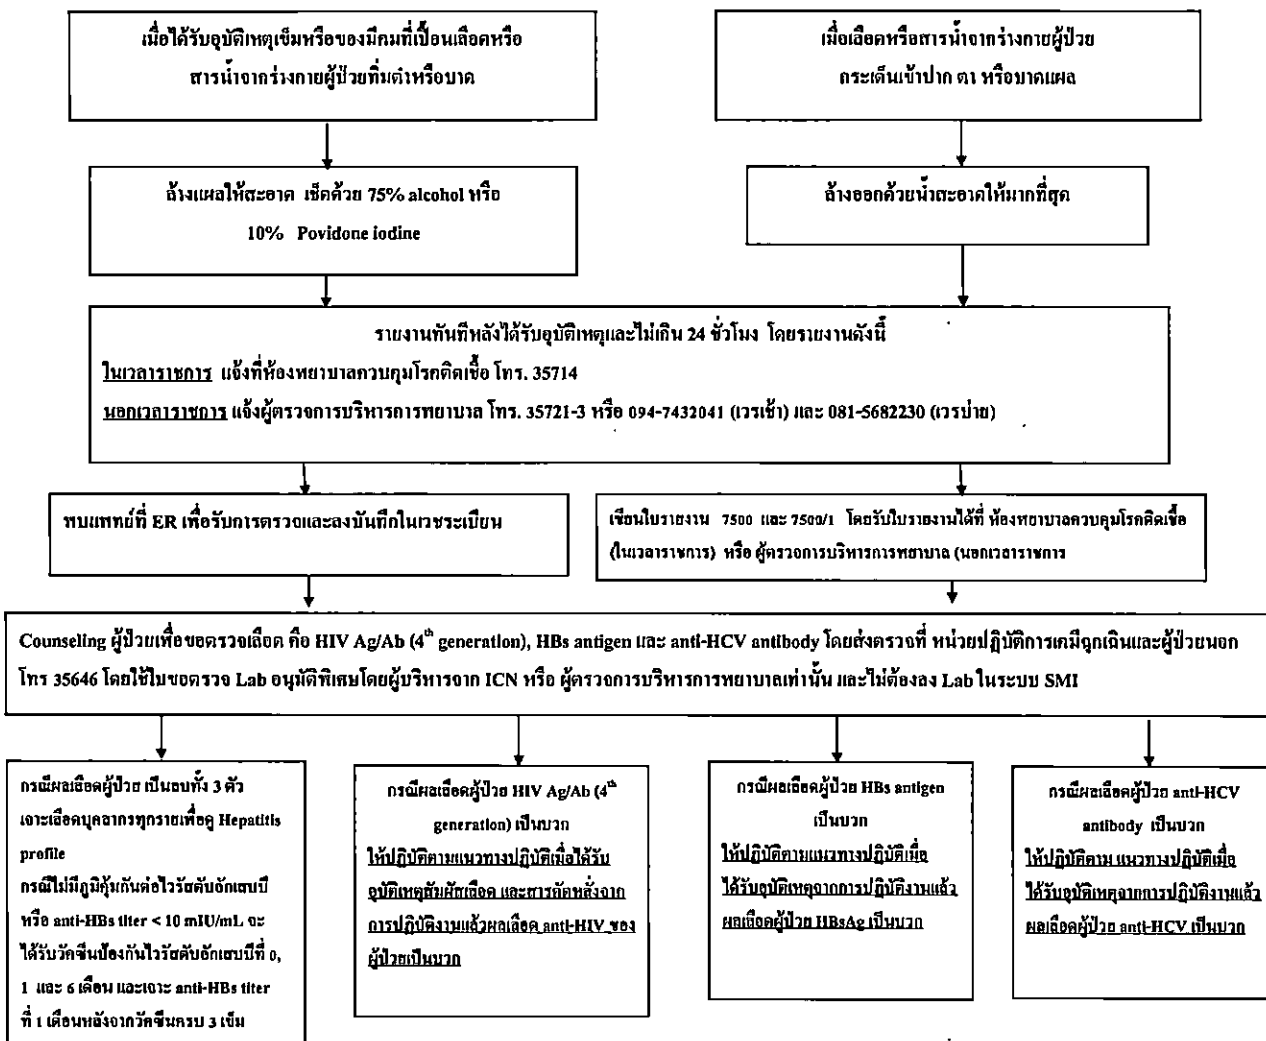 เมื่อได้รับอุบัติเหตุเข็มหรือของมีคมที่เปื้อนเลือดหรือ
สารน้ำจากร่างกายผู้ป่วยทิ่มตำหรือบาด
เมื่อเลือดหรือสารน้ำจากร่างกายผู้ป่วย
กระเด็นเข้าปาก ตา หรือบาดแผล
ล้างแผลให้สะอาด เช็ดด้วย 75% alcohol หรือ
10% Povidone iodine
ล้างออกด้วยน้ำสะอาดให้มากที่สุด
รายงานทันทีหลังได้รับอุบัติเหตุและไม่เกิน 24 ชั่วโมง โดยรายงานดังนี้
ในเวลาราชการ แจ้งที่ห้องพยาบาลควบคุมโรคติดเชื้อ โทร. 35714
นอกเวลาราชการ แจ้งผู้ตรวจการบริหารการพยาบาล โทร. 35721-3 หรือ 094-7432041 (เวรเช้า) และ 081-5682230 (เวรบ่าย)
พบแพทย์ที่ ER เพื่อรับการตรวจและลงบันทึกในเวชระเบียน
เขียนใบรายงาน 7500 และ 7500/1 โดยรับใบรายงานได้ที่ ห้องพยาบาลควบคุมโรคติดเชื้อ
(ในเวลาราชการ) หรือ ผู้ตรวจการบริหารการพยาบาล (นอกเวลาราชการ
Counseling ผู้ป่วยเพื่อขอตรวจเลือด คือ HIV Ag/Ab (4th generation), HBs antigen และ anti-HCV antibody โดยส่งตรวจที่ หน่วยปฏิบัติการเคมีฉุกเฉินและผู้ป่วยนอก
โทร 35646 โดยใช้ใบขอตรวจ Lab อนุมัติพิเศษโดยผู้บริหารจาก ICN หรือ ผู้ตรวจการบริหารการพยาบาลเท่านั้น และไม่ต้องลง Lab ในระบบ SMI
กรณีผลเลือดผู้ป่วย เป็นลบทั้ง 3 ตัว
เจาะเลือดบุคลากรทุกรายเพื่อดู Hepatitis
profile
กรณีไม่มีภูมิคุ้มกันต่อไวรัสตับอักเสบบี
หรือ anti-HBs titer < 10 mIU/mL จะ
ได้รับวัคซีนป้องกันไวรัสตับอักเสบบีที่ 0,
1 และ 6 เดือน และเจาะ anti-HBs titer
ที่ 1 เดือนหลังจากวัคซีนครบ 3 เข็ม
กรณีผลเลือดผู้ป่วย HIV Ag/Ab (4th
generation) เป็นบวก
ให้ปฏิบัติตามแนวทางปฏิบัติเมื่อได้รับ
อุบัติเหตุสัมผัสเลือด และสารคัดหลั่งจาก
การปฏิบัติงานแล้วผลเลือด anti-HIV ของ
ผู้ป่วยเป็นบวก
กรณีผลเลือดผู้ป่วย HBs antigen
เป็นบวก
ให้ปฏิบัติตามแนวทางปฏิบัติเมื่อ
ได้รับอุบัติเหตุจากการปฏิบัติงานแล้ว
ผลเลือดผู้ป่วย HBsAg เป็นบวก
กรณีผลเลือดผู้ป่วย anti-HCV
antibody เป็นบวก
ให้ปฏิบัติตาม แนวทางปฏิบัติเมื่อ
ได้รับอุบัติเหตุจากการปฏิบัติงานแล้ว
ผลเลือดผู้ป่วย anti-HCV เป็นบวก